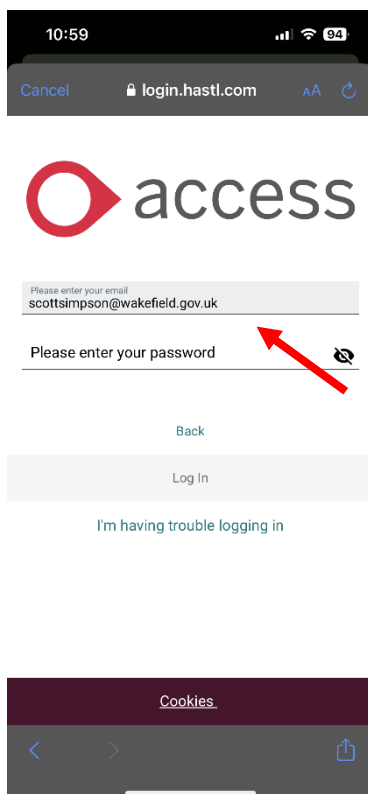 10:59
94
Cancel
login.hastl.com
AA
access
Please enter your email
scottsimpson@wakefield.gov.uk
Please enter your password
Back
Log In
I'm having trouble logging in
Cookies